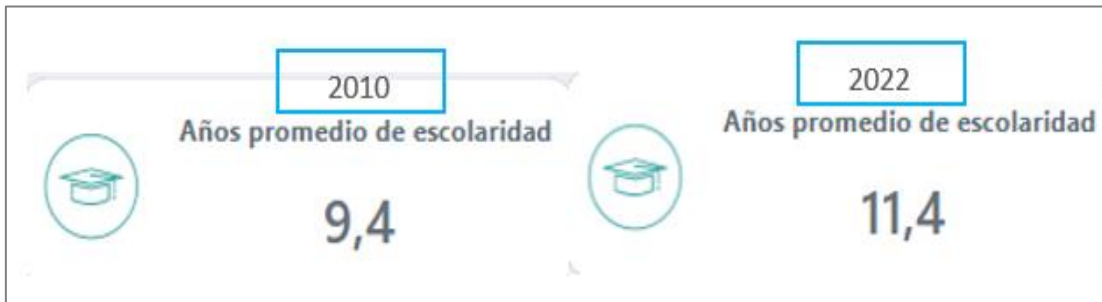 2010
Años promedio de escolaridad
9,4
2022
Años promedio de escolaridad
11,4